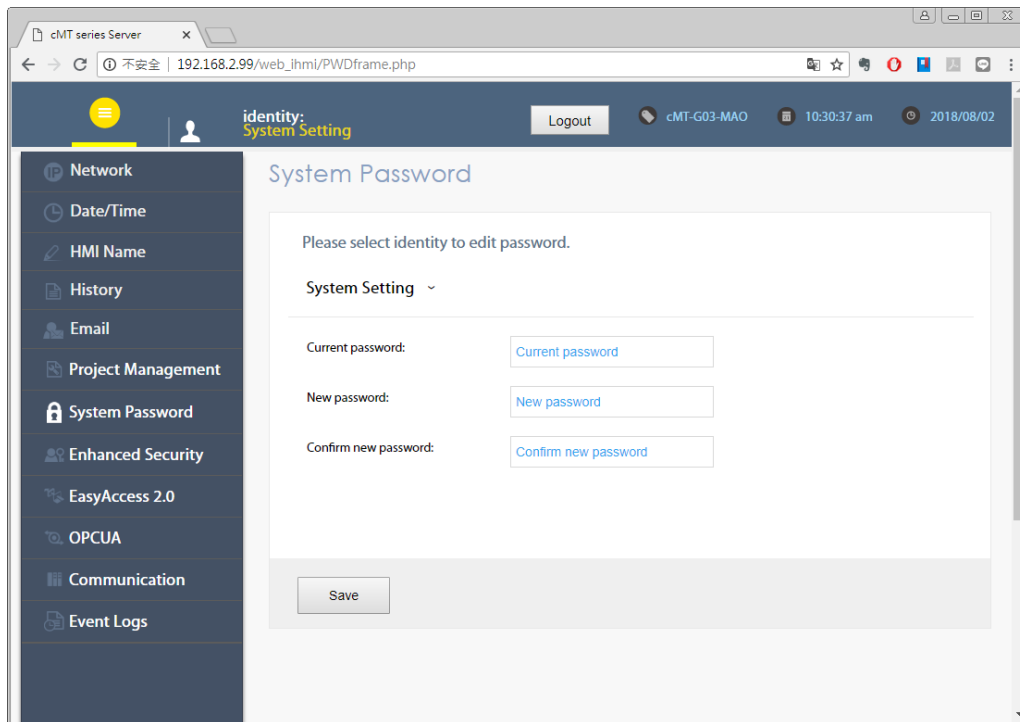 cMT series Server
不安全 192.168.2.99/web_ihmi/PWDframe.php
identity:
System Setting
Logout
cMT-G03-MAO
10:30:37 am
2018/08/02
Network
Date/Time
HMI Name
History
Email
Project Management
System Password
Enhanced Security
EasyAccess 2.0
OPCUA
Communication
Event Logs
System Password
Please select identity to edit password.
System Setting
Current password: Current password
New password: New password
Confirm new password: Confirm new password
Save